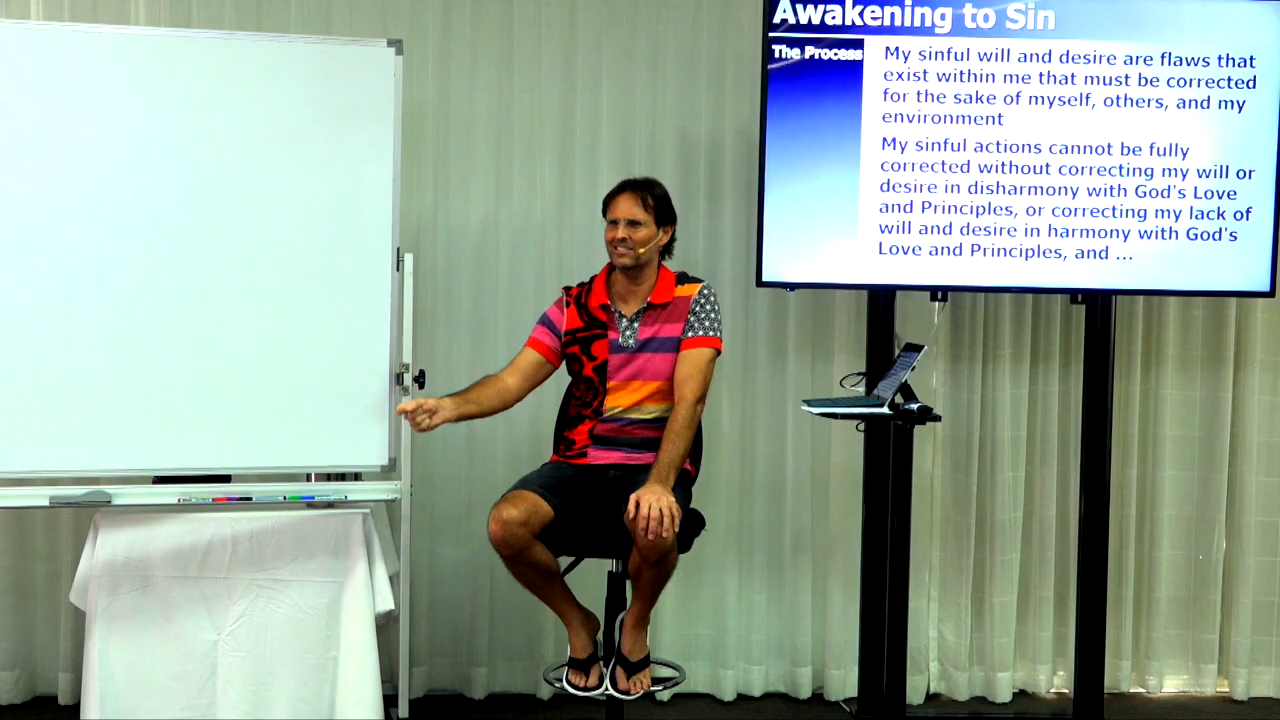 Awakening to Sin
The Process
My sinful will and desire are flaws that
exist within me that must be corrected
for the sake of myself, others, and my
environment
My sinful actions cannot be fully
corrected without correcting my will or
desire in disharmony with God's Love
and Principles, or correcting my lack of
will and desire in harmony with God's
Love and Principles, and ...